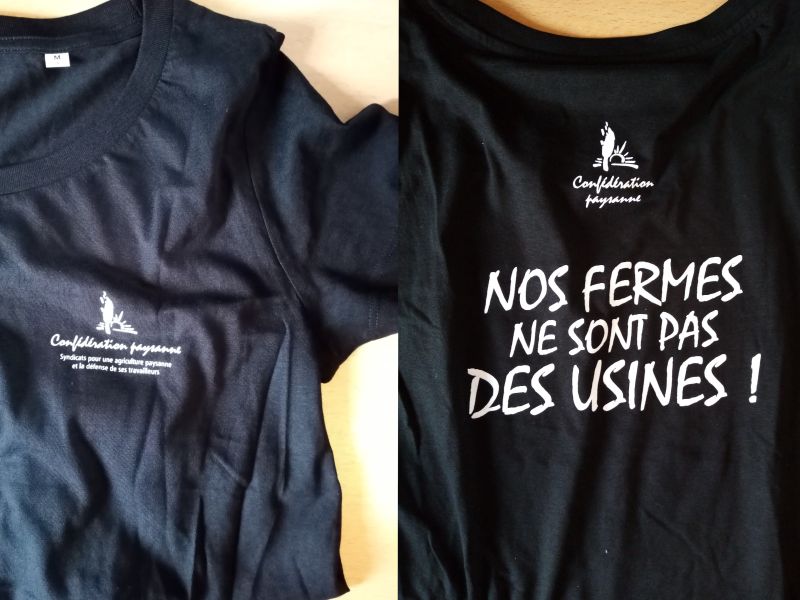 M
Confédération paysanne
Syndicats pour une agriculture paysanne
et la défense de ses travailleurs
Confédération
paysanne
NOS FERMES
NE SONT PAS
DES USINES !